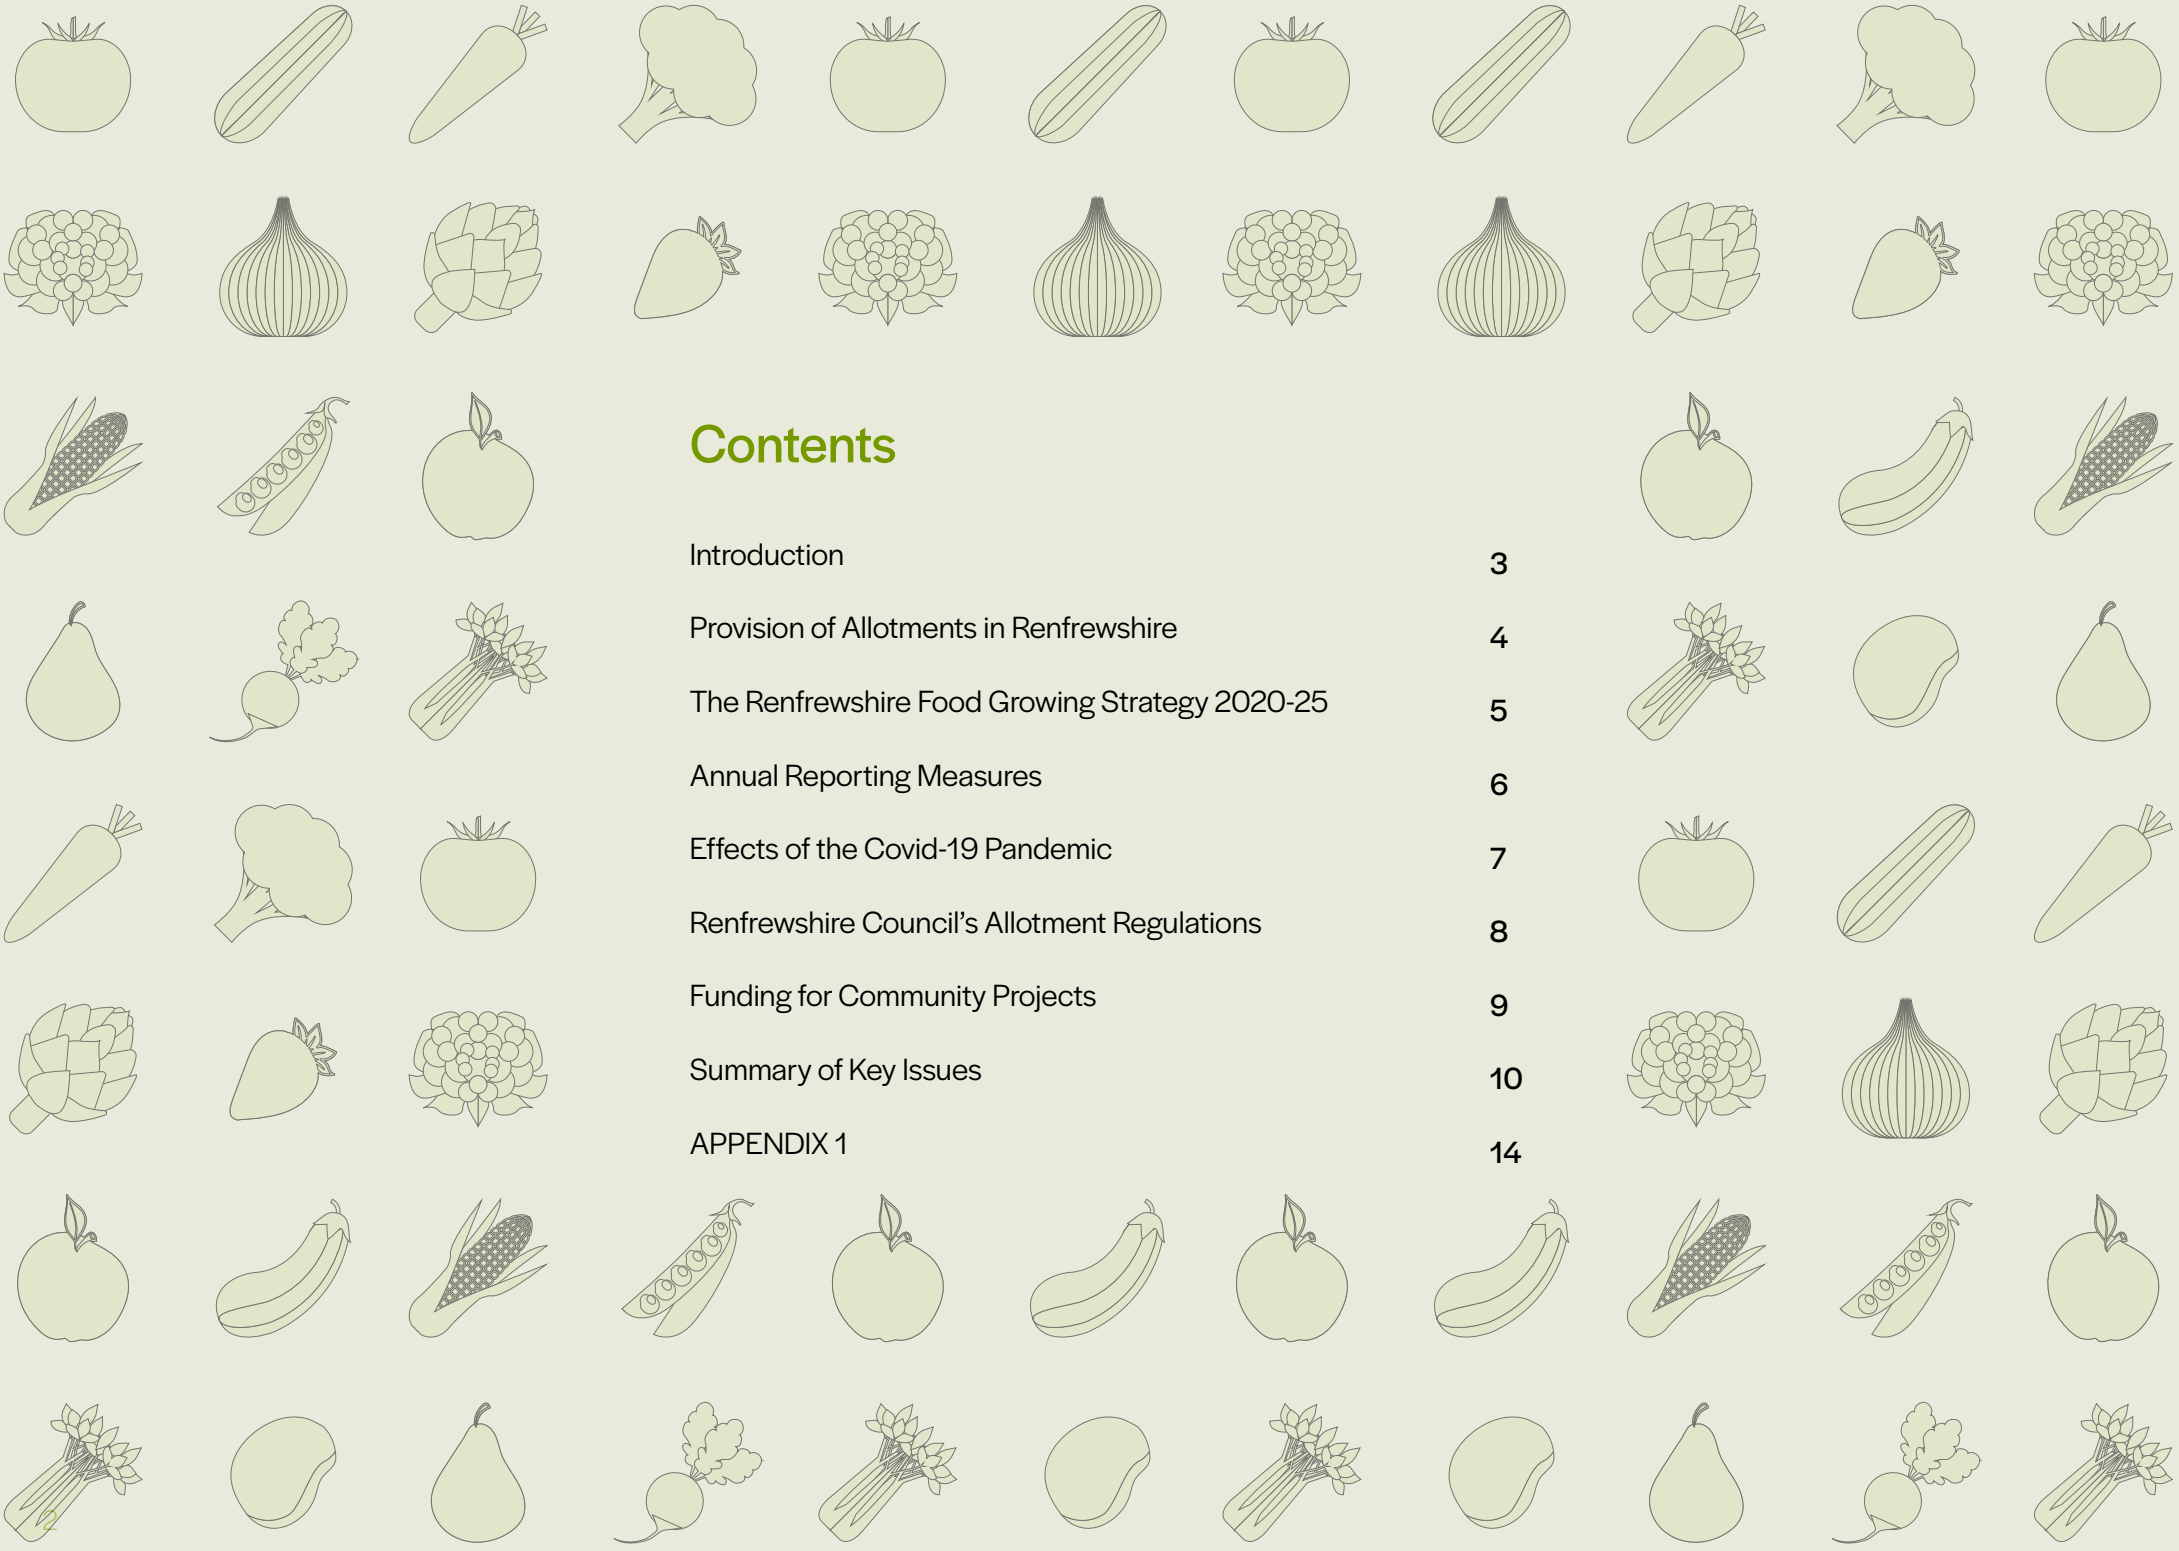 Contents
Introduction 3
Provision of Allotments in Renfrewshire 4
The Renfrewshire Food Growing Strategy 2020-25 5
Annual Reporting Measures 6
Effects of the Covid-19 Pandemic 7
Renfrewshire Council’s Allotment Regulations 8
Funding for Community Projects 9
Summary of Key Issues 10
APPENDIX 1 14
2